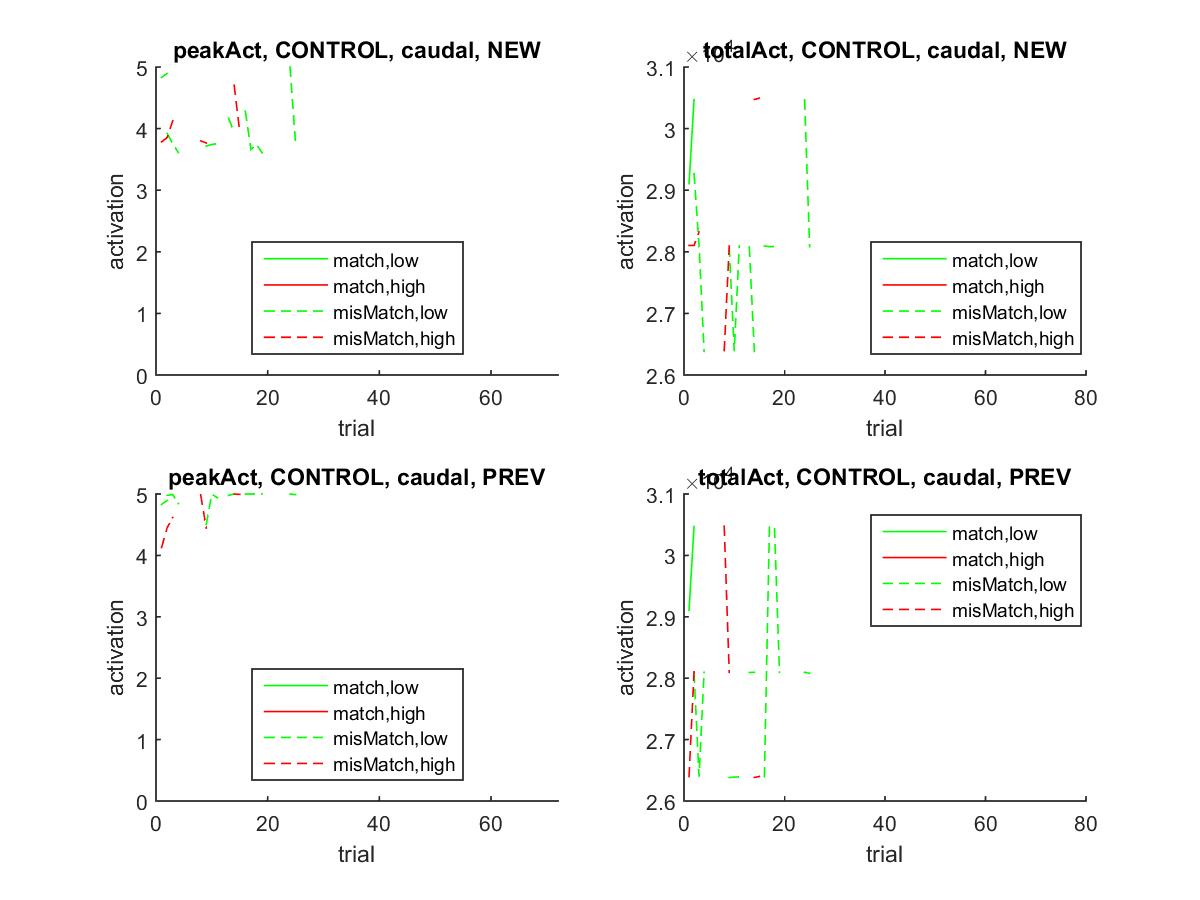 peakAct, CONTROL, caudal, NEW
5
4
3
2
1
0
activation
0 20 40 60
trial
match,low
match,high
misMatch,low
misMatch,high
×10⁴
totalAct, CONTROL, caudal, NEW
3.1
3
2.9
2.8
2.7
2.6
activation
0 20 40 60 80
trial
match,low
match,high
misMatch,low
misMatch,high
peakAct, CONTROL, caudal, PREV
5
4
3
2
1
0
activation
0 20 40 60
trial
match,low
match,high
misMatch,low
misMatch,high
×10⁴
totalAct, CONTROL, caudal, PREV
3.1
3
2.9
2.8
2.7
2.6
activation
0 20 40 60 80
trial
match,low
match,high
misMatch,low
misMatch,high